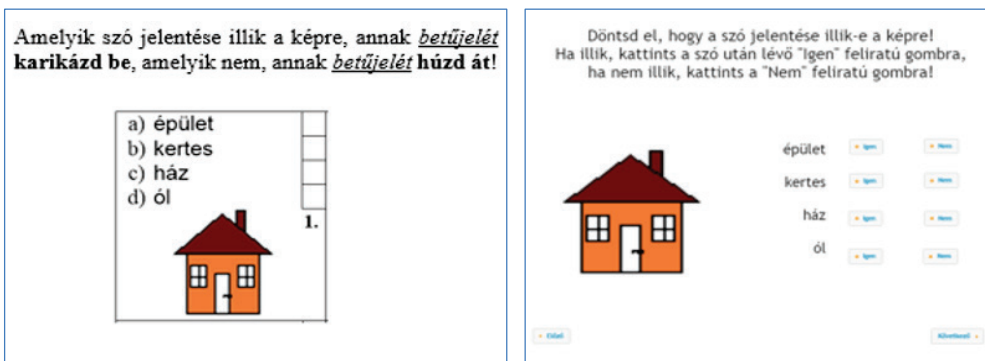 Amelyik szó jelentése illik a képre, annak betűjelét
karikázd be, amelyik nem, annak betűjelét húzd át!
a) épület
b) kertes
c) ház
d) ól
1.
Döntsd el, hogy a szó jelentése illik-e a képre!
Ha illik, kattints a szó után lévő "Igen" feliratú gombra,
ha nem illik, kattints a "Nem" feliratú gombra!
épület Igen Nem
kertes Igen Nem
ház Igen Nem
ól Igen Nem
Előző Következő